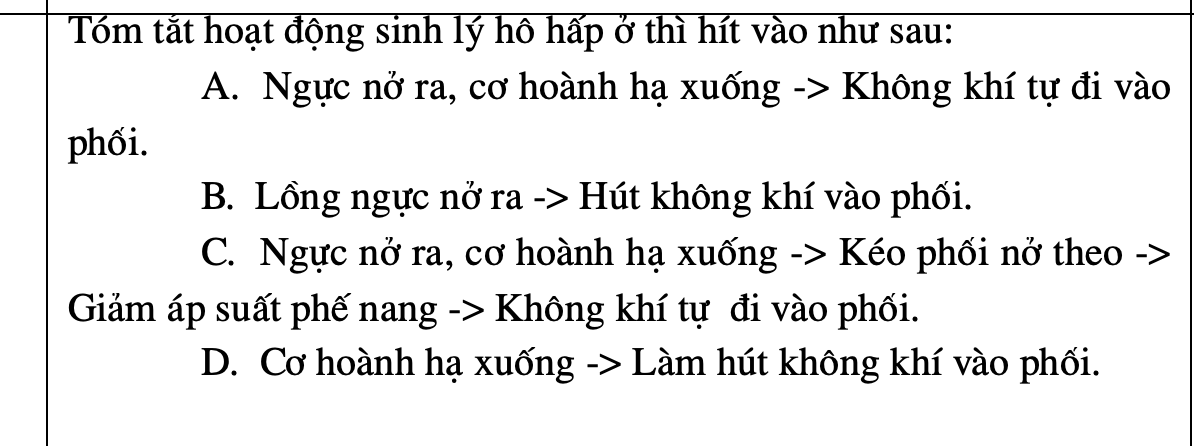 Tóm tắt hoạt động sinh lý hô hấp ở thì hít vào như sau:
A. Ngực nở ra, cơ hoành hạ xuống -> Không khí tự đi vào
phối.
B. Lồng ngực nở ra -> Hút không khí vào phối.
C. Ngực nở ra, cơ hoành hạ xuống -> Kéo phối nở theo ->
Giảm áp suất phế nang -> Không khí tự đi vào phối.
D. Cơ hoành hạ xuống -> Làm hút không khí vào phối.